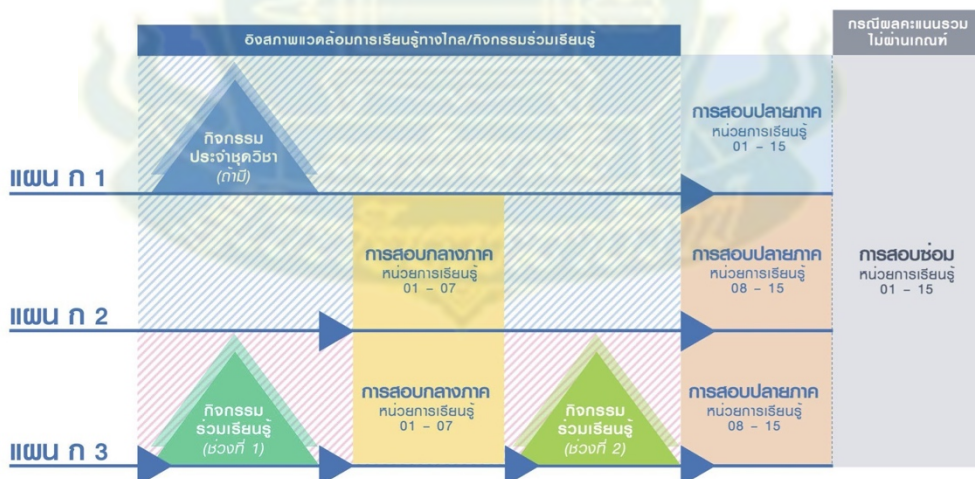 อิงสภาพแวดล้อมการเรียนรู้ทางไกล/กิจกรรมร่วมเรียนรู้
กรณีผลคะแนนรวม
ไม่ผ่านเกณฑ์
แผน ก 1
กิจกรรม
ประจำชุดวิชา
(ถ้ามี)
การสอบปลายภาค
หน่วยการเรียนรู้
01 - 15
แผน ก 2
การสอบกลางภาค
หน่วยการเรียนรู้
01 - 07
การสอบปลายภาค
หน่วยการเรียนรู้
08 - 15
การสอบซ่อม
หน่วยการเรียนรู้
01 - 15
แผน ก 3
กิจกรรม
ร่วมเรียนรู้
(ช่วงที่ 1)
การสอบกลางภาค
หน่วยการเรียนรู้
01 - 07
กิจกรรม
ร่วมเรียนรู้
(ช่วงที่ 2)
การสอบปลายภาค
หน่วยการเรียนรู้
08 - 15